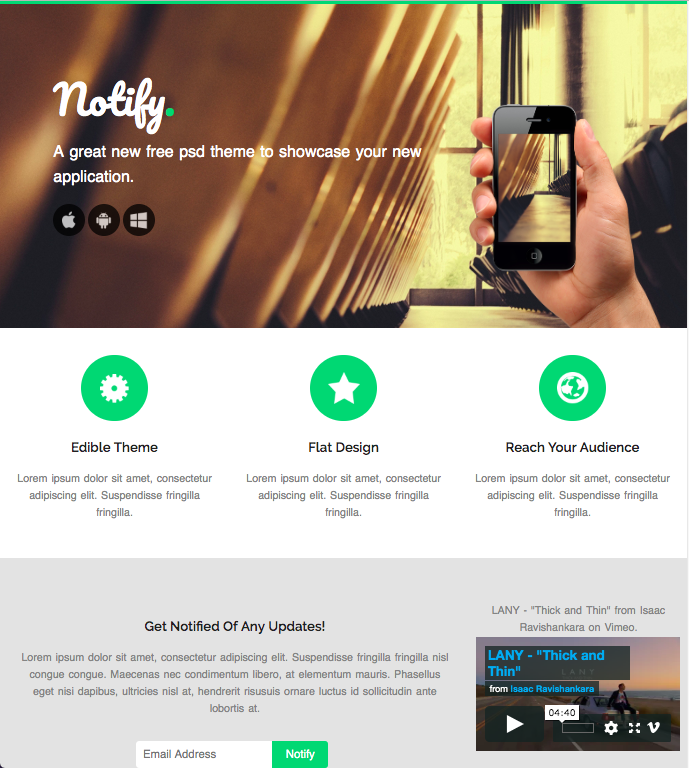 Notify.
A great new free psd theme to showcase your new
application.
Edible Theme
Lorem ipsum dolor sit amet, consectetur
adipiscing elit. Suspendisse fringilla
fringilla.
Flat Design
Lorem ipsum dolor sit amet, consectetur
adipiscing elit. Suspendisse fringilla
fringilla.
Reach Your Audience
Lorem ipsum dolor sit amet, consectetur
adipiscing elit. Suspendisse fringilla
fringilla.
Get Notified Of Any Updates!
Lorem ipsum dolor sit amet, consectetur adipiscing elit. Suspendisse fringilla fringilla nisl
congue congue. Maecenas nec condimentum libero, at elementum mauris. Phasellus
eget nisi dapibus, ultricies nisl at, hendrerit risusuis ornare luctus id sollicitudin ante
lobortis at.
Email Address
Notify
LANY - "Thick and Thin" from Isaac
Ravishankara on Vimeo.
LANY - "Thick and
Thin"
LANY
from Isaac Ravishankara
04:40